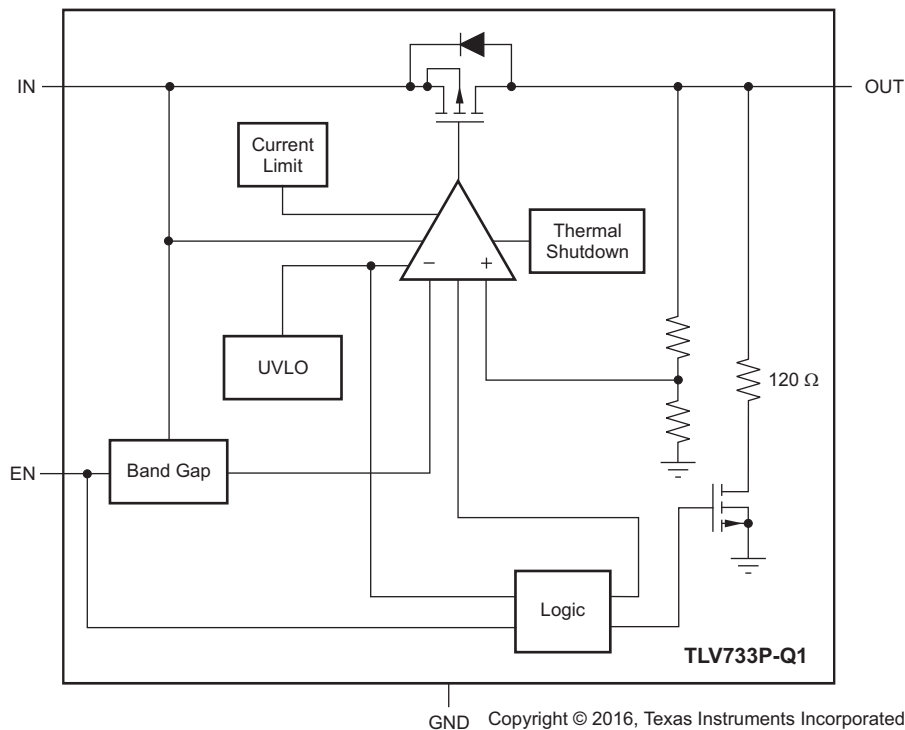 IN
OUT
Current
Limit
Thermal
Shutdown
− +
UVLO
120 Ω
EN
Band Gap
Logic
TLV733P-Q1
GND
Copyright © 2016, Texas Instruments Incorporated